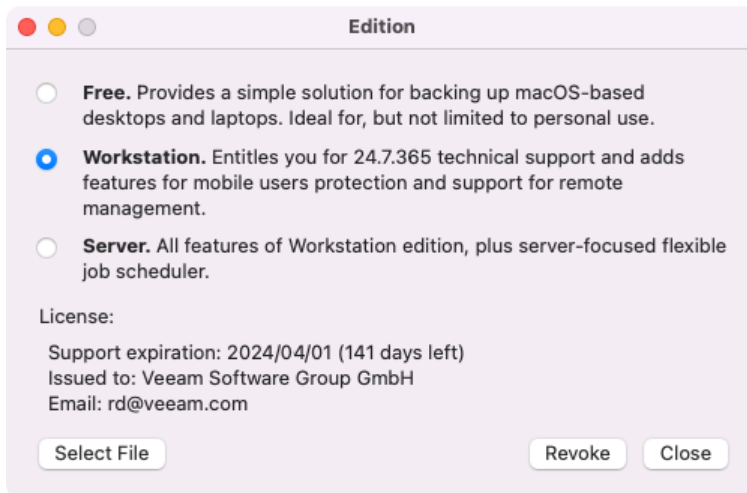 Edition
Free. Provides a simple solution for backing up macOS-based
desktops and laptops. Ideal for, but not limited to personal use.
Workstation. Entitles you for 24.7.365 technical support and adds
features for mobile users protection and support for remote
management.
Server. All features of Workstation edition, plus server-focused flexible
job scheduler.
License:
Support expiration: 2024/04/01 (141 days left)
Issued to: Veeam Software Group GmbH
Email: rd@veeam.com
Select File Revoke Close